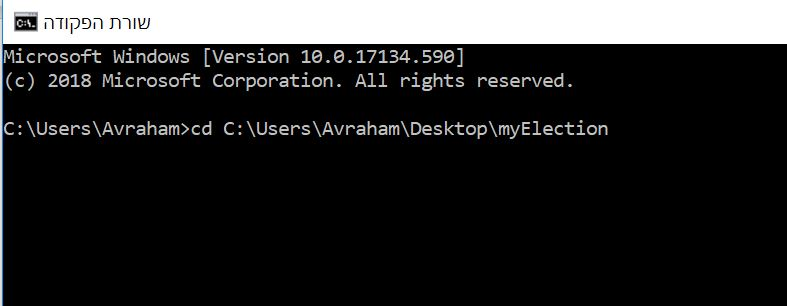 שורת הפקודה
Microsoft Windows [Version 10.0.17134.590]
(c) 2018 Microsoft Corporation. All rights reserved.
C:\Users\Avraham>cd C:\Users\Avraham\Desktop\myElection